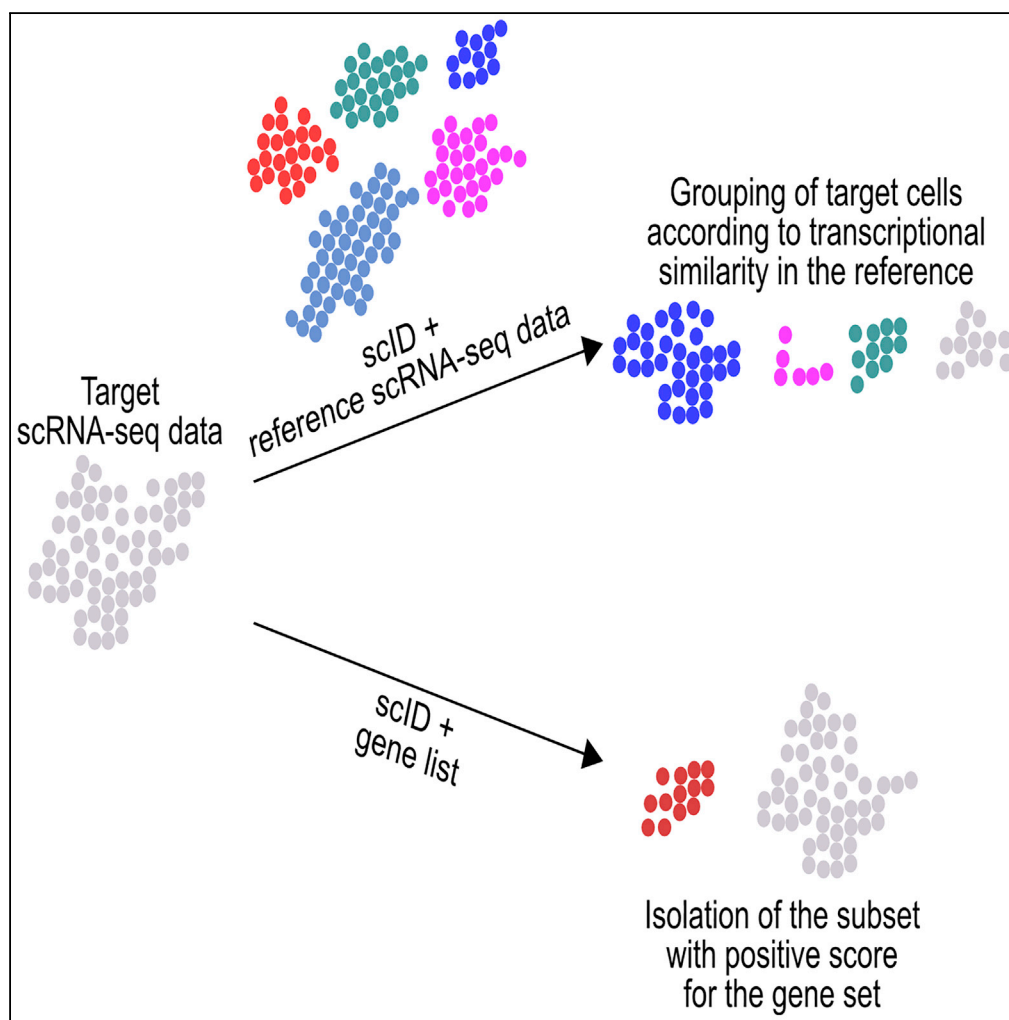 Target
scRNA-seq data
scID +
reference scRNA-seq data
Grouping of target cells
according to transcriptional
similarity in the reference
scID +
gene list
Isolation of the subset
with positive score
for the gene set